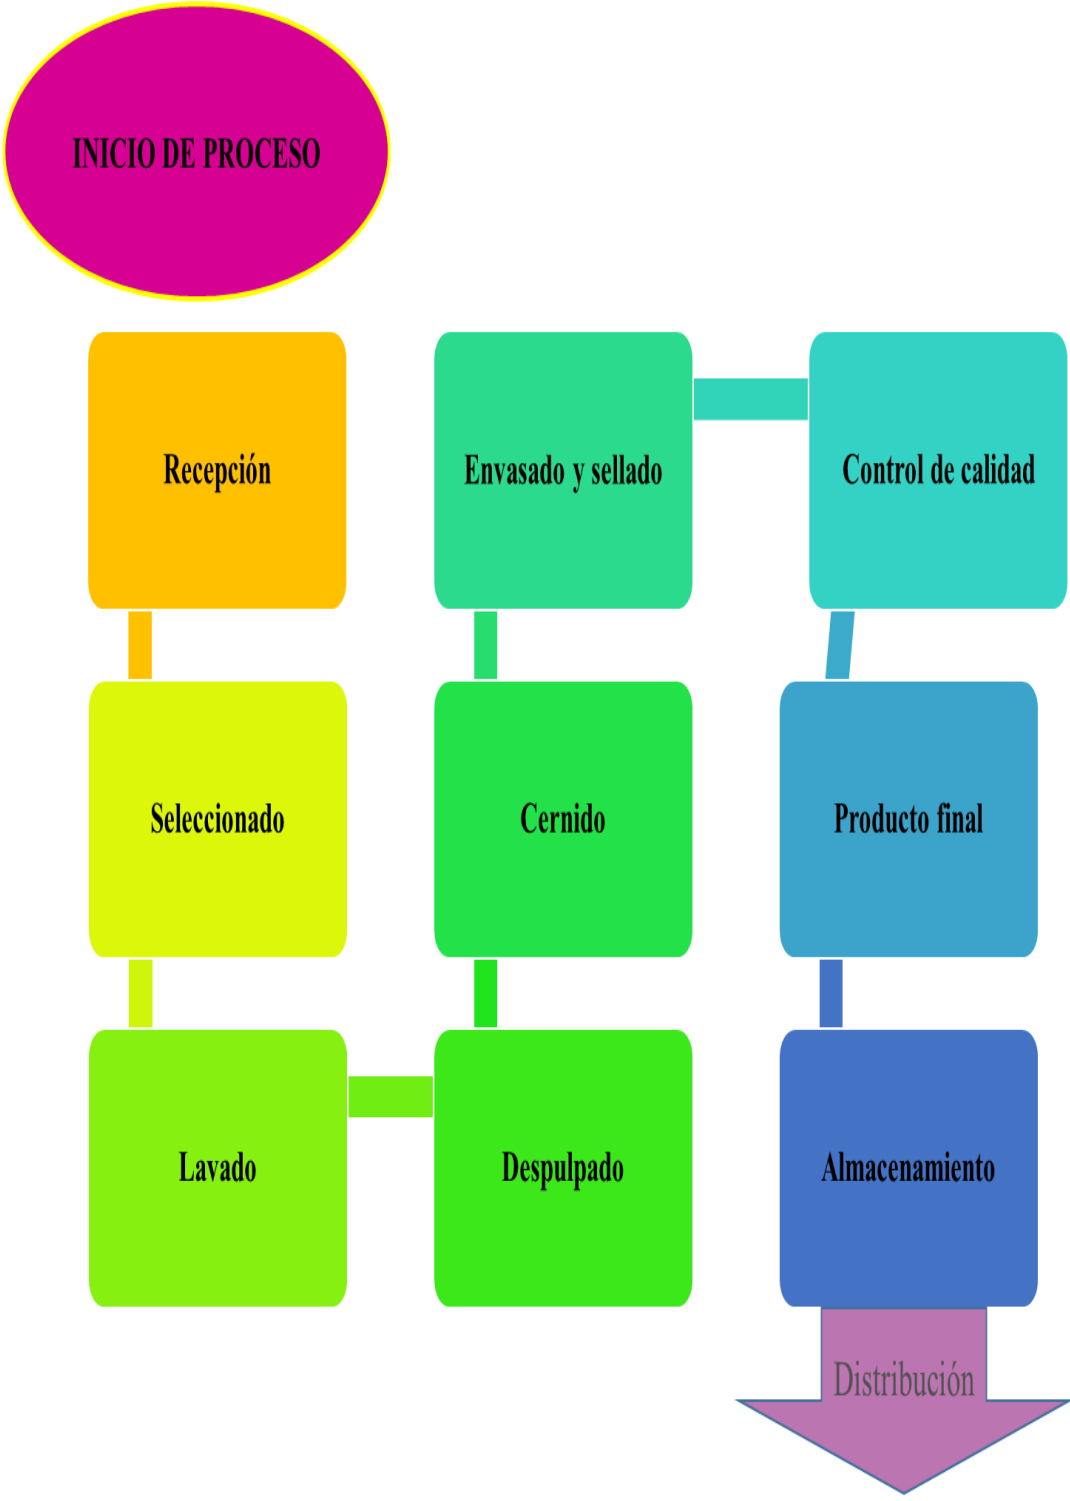 INICIO DE PROCESO
Recepción
Seleccionado
Lavado
Despulpado
Cernido
Envasado y sellado
Control de calidad
Producto final
Almacenamiento
Distribución